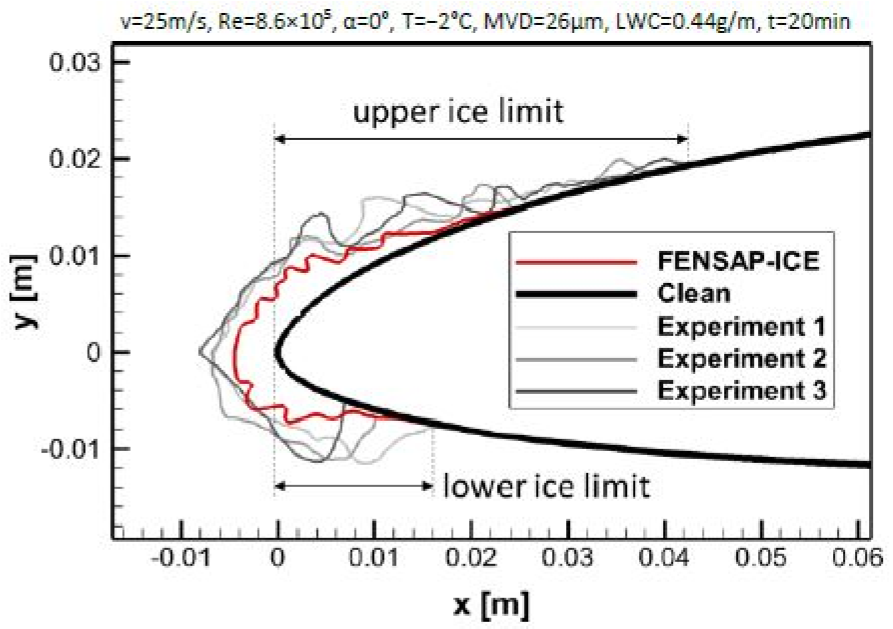 v=25m/s, Re=8.6×10⁵, α=0°, T=−2°C, MVD=26μm, LWC=0.44g/m, t=20min
0.03
upper ice limit
0.02
0.01
y [m]
FENSAP-ICE
Clean
Experiment 1
Experiment 2
Experiment 3
0
-0.01
lower ice limit
-0.01 0 0.01 0.02 0.03 0.04 0.05 0.06
x [m]